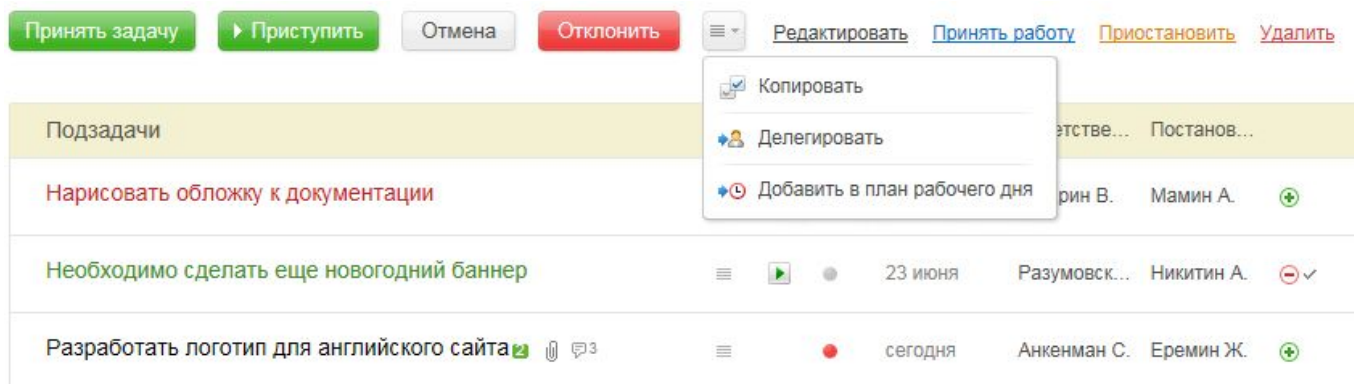 Принять задачу Приступить Отмена Отклонить Редактировать Принять работу Приостановить Удалить
Копировать
Делегировать
Добавить в план рабочего дня
Подзадачи Постанов...
Нарисовать обложку к документации В. Мамин А.
Необходимо сделать еще новогодний баннер 23 июня Разумовск... Никитин А.
Разработать логотип для английского сайта 2 3 сегодня Анкенман С. Еремин Ж.